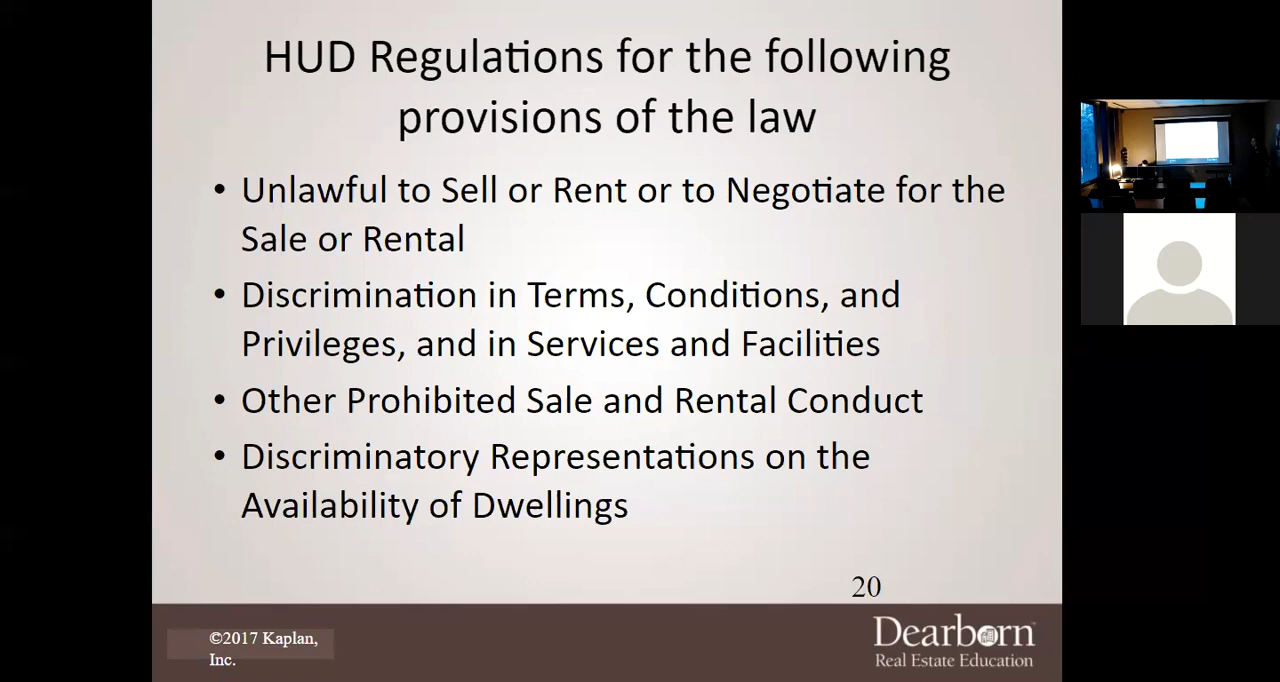 HUD Regulations for the following
provisions of the law
• Unlawful to Sell or Rent or to Negotiate for the
Sale or Rental
• Discrimination in Terms, Conditions, and
Privileges, and in Services and Facilities
• Other Prohibited Sale and Rental Conduct
• Discriminatory Representations on the
Availability of Dwellings
20
©2017 Kaplan,
Inc.
Dearborn™
Real Estate Education